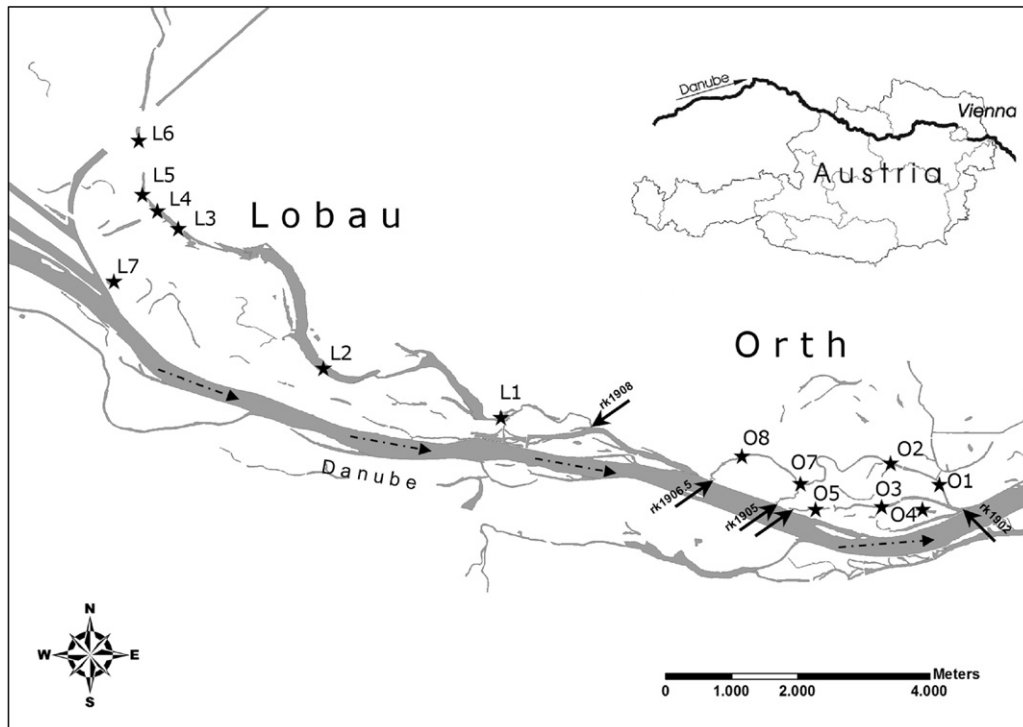 Danube
Vienna
Austria
L6
L5
L4
L3
Lobau
L7
L2
Orth
L1
rk1908
O8
O2
O7
O1
O5
O3
O4
rk1906,5
rk1905
rk1902
Danube
N
W E
S
Meters
0 1.000 2.000 4.000